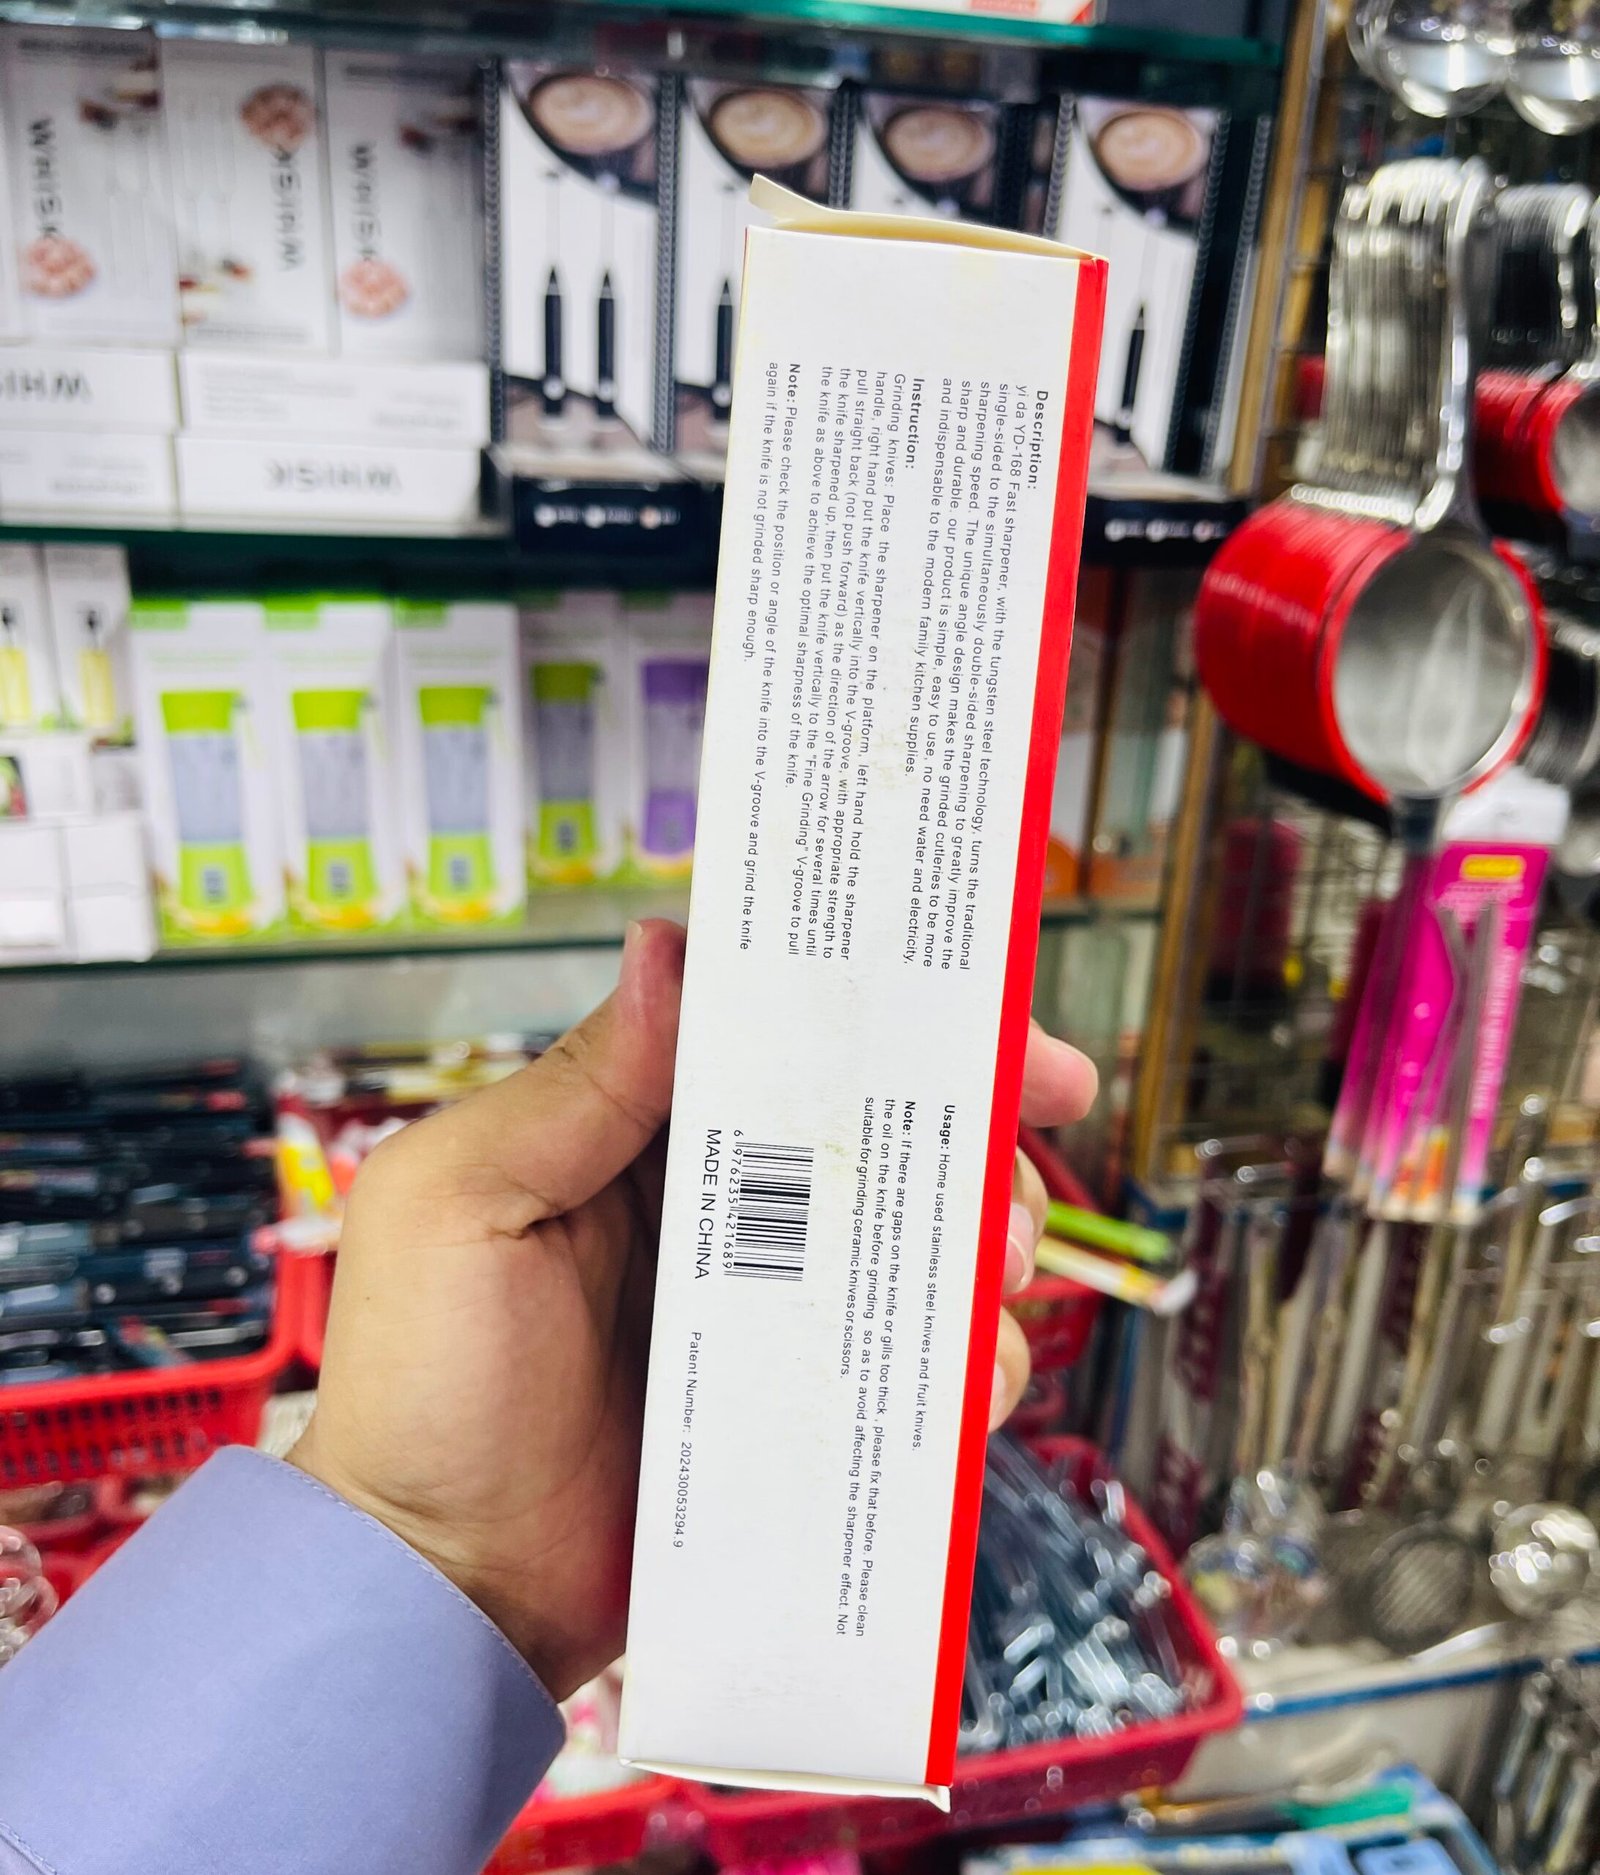 Description:
yi da YD-168 Fast sharpener, with the tungsten steel technology, turns the traditional
single-sided to the simultaneously double-sided sharpening to greatly improve the
sharpening speed. The unique angle design makes the grinded cutleries to be more
sharp and durable. our product is simple, easy to use, no need water and electricity,
and indispensable to the modern family kitchen supplies.
Instruction:
Grinding knives: Place the sharpener on the platform, left hand hold the sharpener
handle, right hand put the knife vertically into the V-groove, with appropriate strength to
pull straight back (not push forward) as the direction of the arrow for several times until
the knife sharpened up, then put the knife vertically to the "Fine Grinding" V-groove to pull
the knife as above to achieve the optimal sharpness of the knife.
Note: Please check the position or angle of the knife into the V-groove and grind the knife
again if the knife is not grinded sharp enough.
Usage: Home used stainless steel knives and fruit knives.
Note: If there are gaps on the knife or gills too thick , please fix that before. Please clean
the oil on the knife before grinding so as to avoid affecting the sharpener effect. Not
suitable for grinding ceramic knives or scissors.
6 976235 421689
MADE IN CHINA
Patent Number: 202430053294.9
WHISK
WHISK
WHISK
WHISK
WHISK